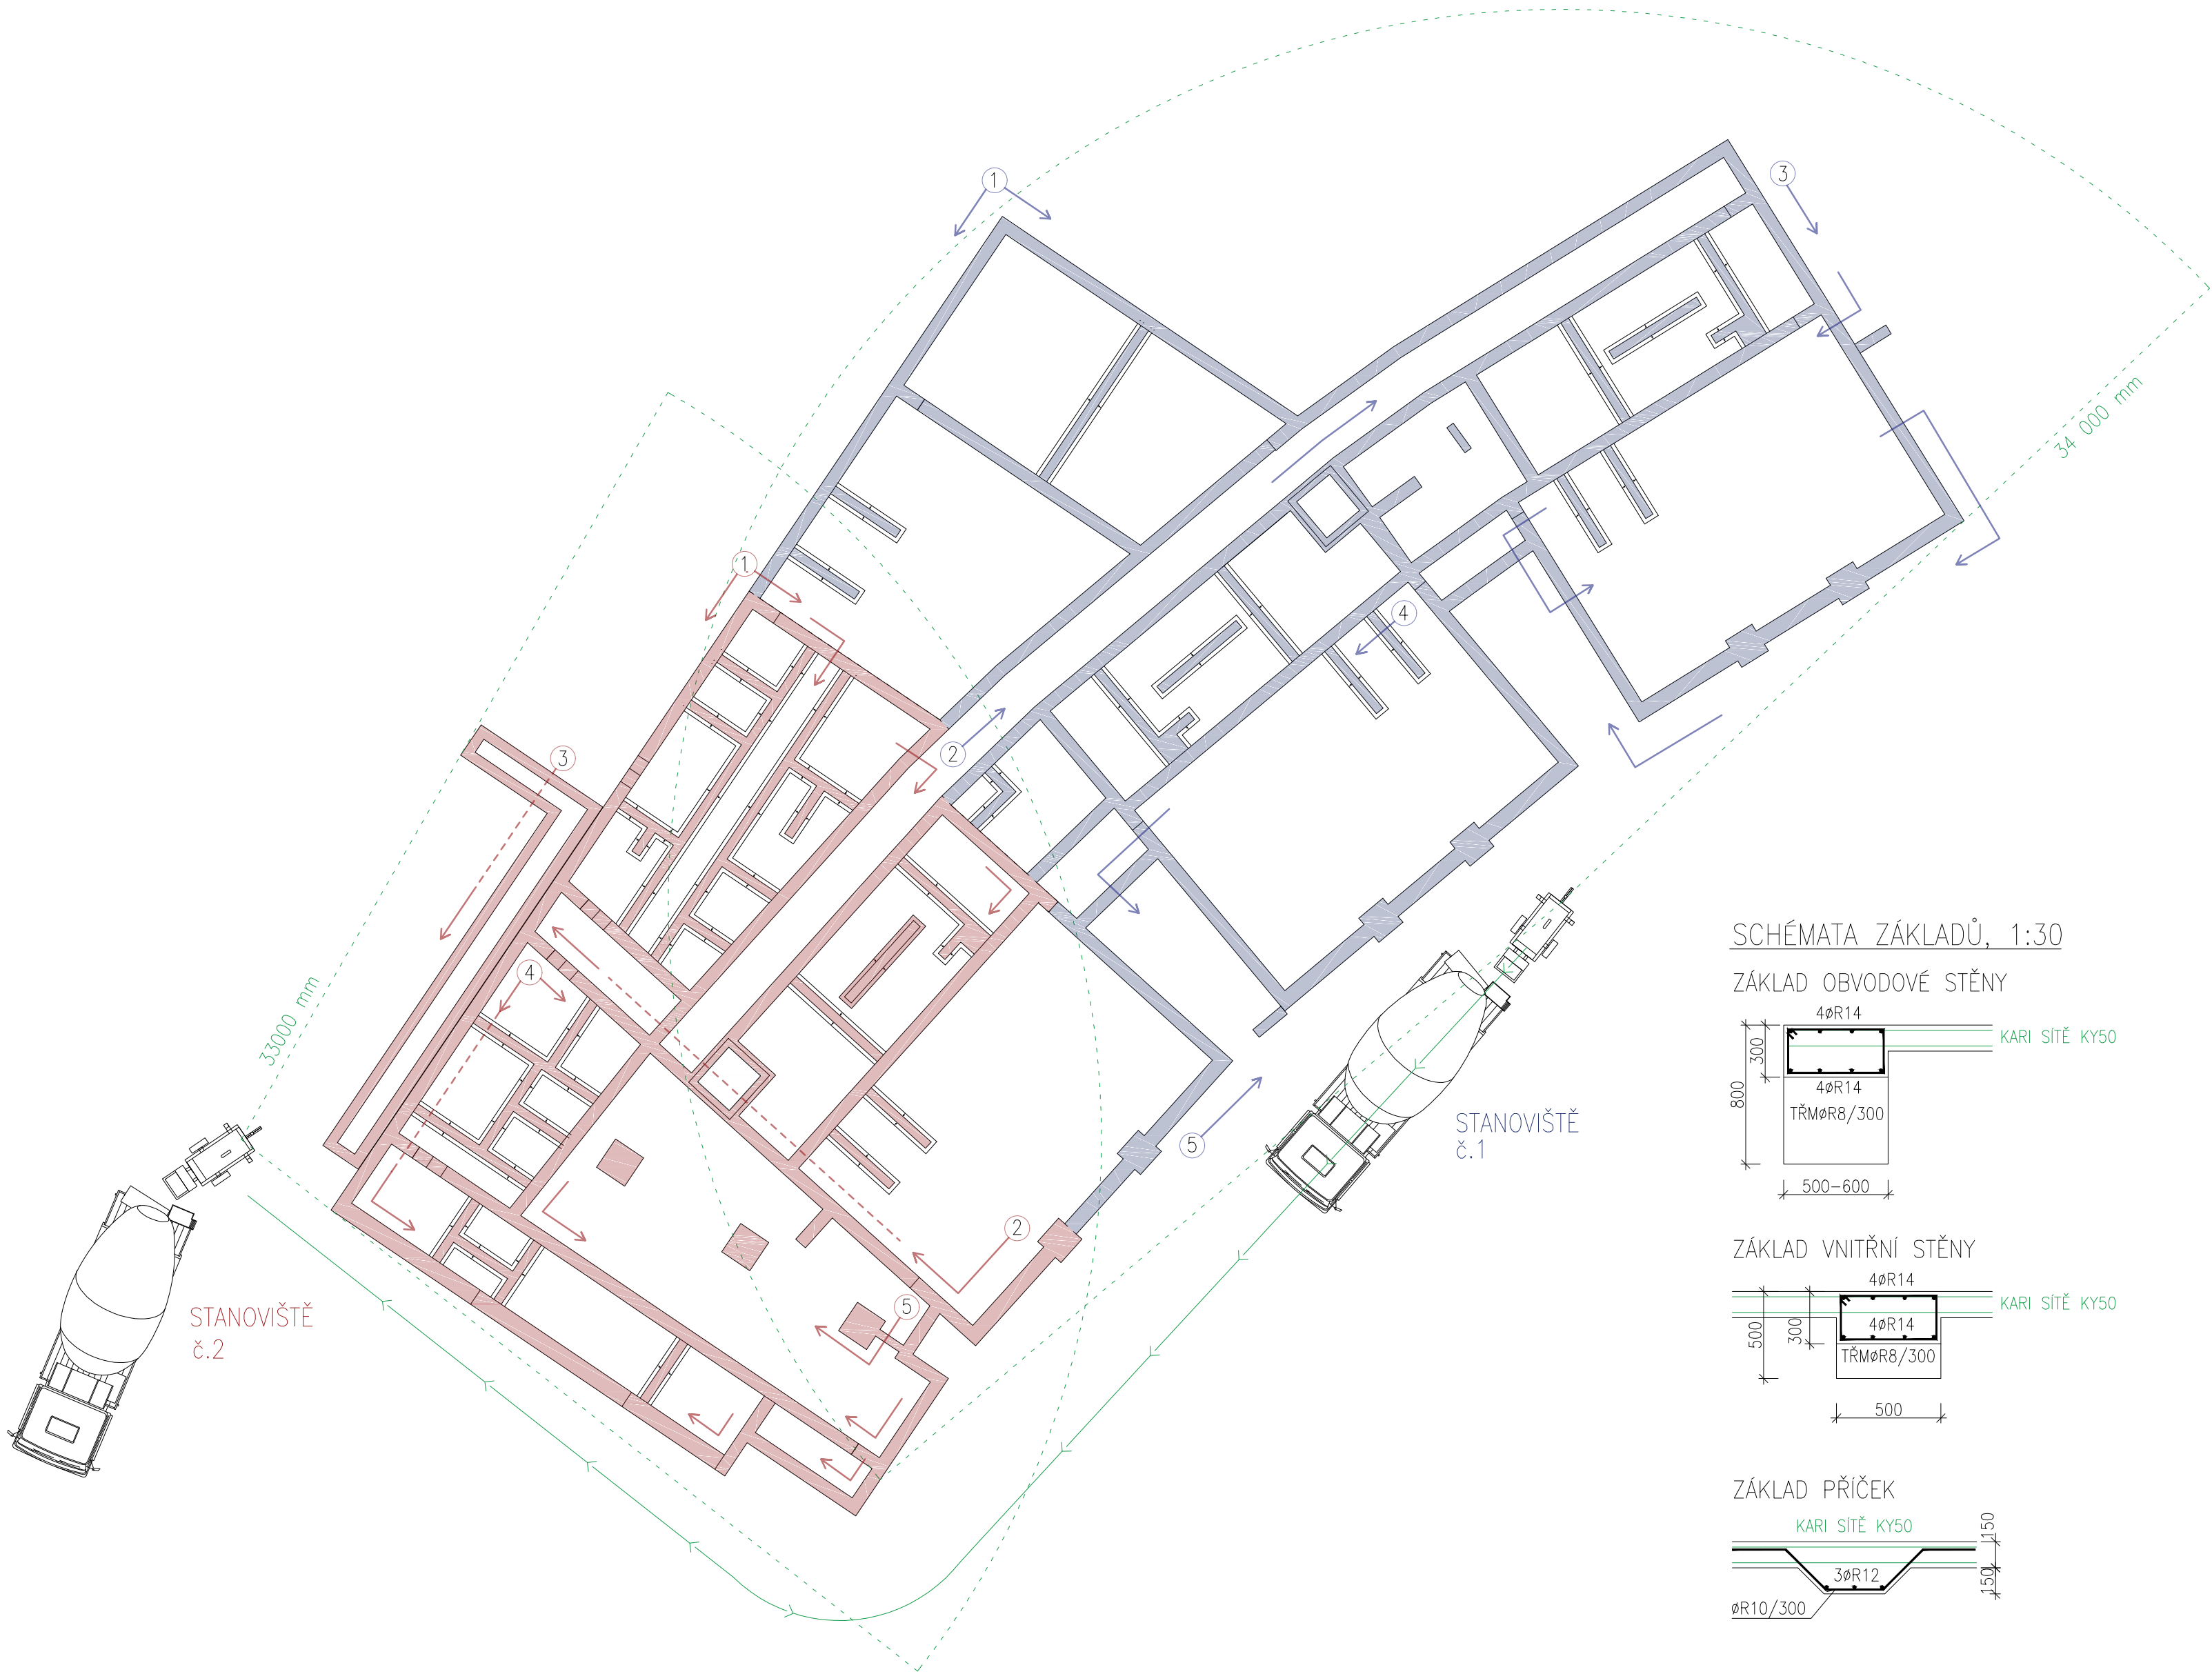 1
3
34 000 mm
1
4
2
3
4
33000 mm
5
2
5
STANOVIŠTĚ
č.1
STANOVIŠTĚ
č.2
SCHÉMATA ZÁKLADŮ, 1:30
ZÁKLAD OBVODOVÉ STĚNY
4øR14
KARI SÍTĚ KY50
300
800
4øR14
TŘMøR8/300
500-600
ZÁKLAD VNITŘNÍ STĚNY
4øR14
KARI SÍTĚ KY50
500
300
4øR14
TŘMøR8/300
500
ZÁKLAD PŘÍČEK
KARI SÍTĚ KY50
150
3øR12
150
øR10/300